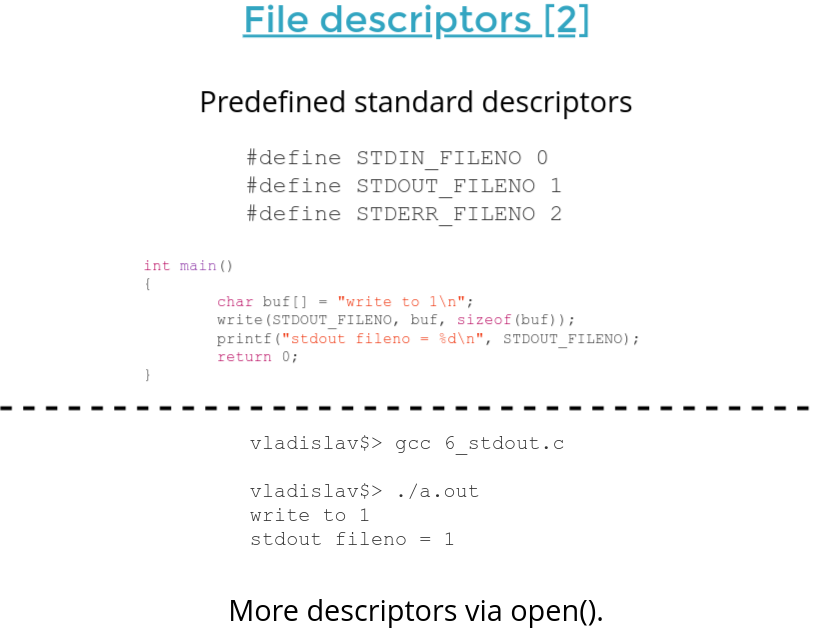 File descriptors [2]
Predefined standard descriptors
#define STDIN_FILENO 0
#define STDOUT_FILENO 1
#define STDERR_FILENO 2
int main()
{
        char buf[] = "write to 1\n";
        write(STDOUT_FILENO, buf, sizeof(buf));
        printf("stdout fileno = %d\n", STDOUT_FILENO);
        return 0;
}
vladislav$> gcc 6_stdout.c
vladislav$> ./a.out
write to 1
stdout fileno = 1
More descriptors via open().